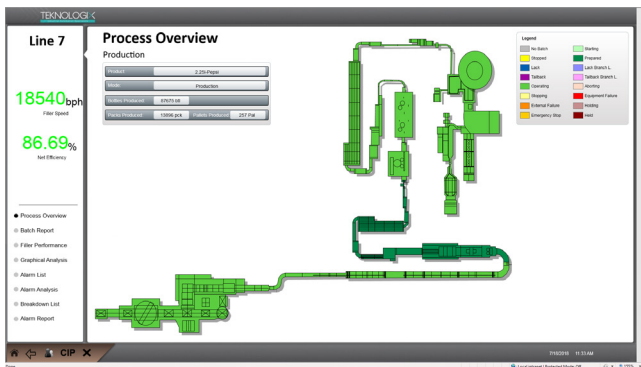 TEKNOLOGI
Line 7
18540bph
Filler Speed
86.69%
Net Efficiency
Process Overview
Batch Report
Filler Performance
Graphical Analysis
Alarm List
Alarm Analysis
Breakdown List
Alarm Report
Process Overview
Production
Product:
2.25l-Pepsi
Mode:
Production
Bottles Produced:
Packs Produced: 13996 pck Pallets Produced: 257 Pal
Legend
No Batch Starting
Stopped Prepared
Lack Lack Branch L.
Tailback Tailback Branch L.
Operating Aborting
Stopping Equipment Failure
External Failure Holding
Emergency Stop Held
CIP
7/10/2018 11:33 AM